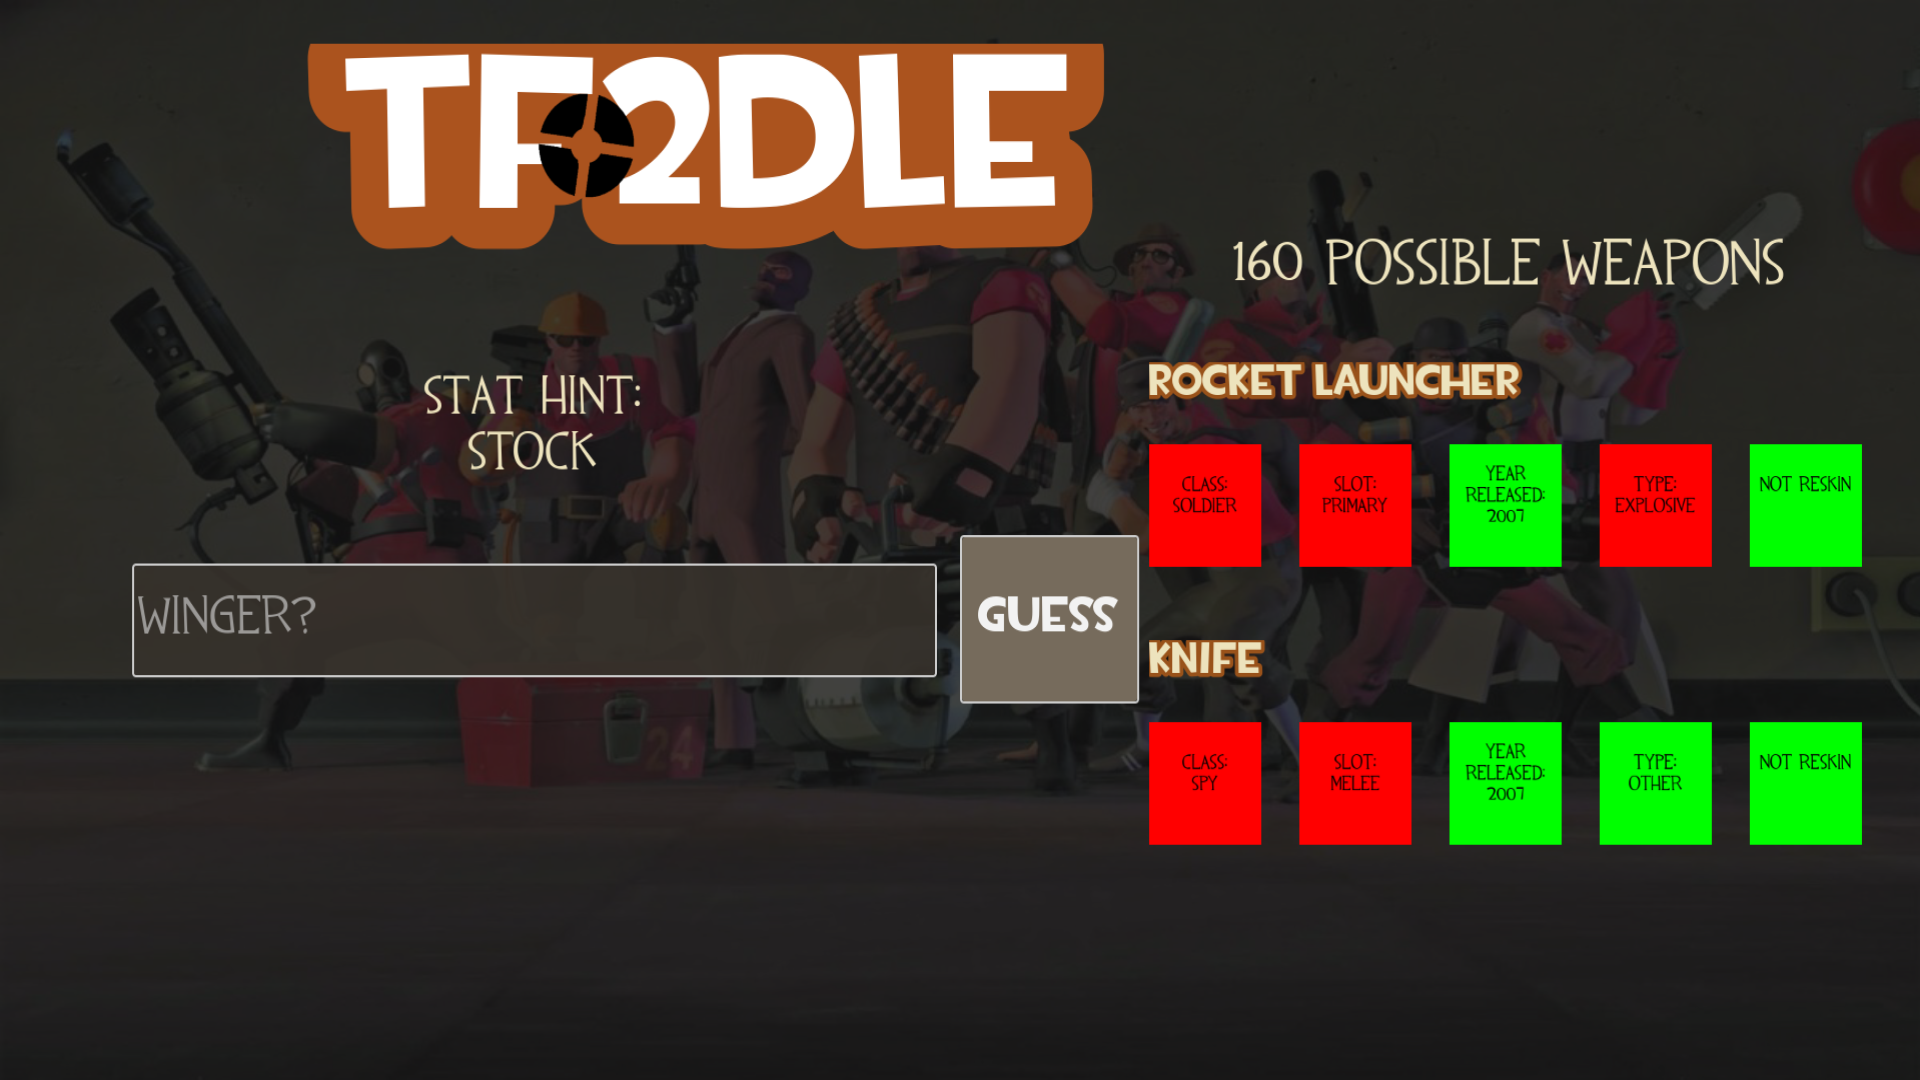 TF2DLE
160 POSSIBLE WEAPONS
STAT HINT:
STOCK
WINGER?
GUESS
ROCKET LAUNCHER
CLASS:
SOLDIER
SLOT:
PRIMARY
YEAR
RELEASED:
2007
TYPE:
EXPLOSIVE
NOT RESKIN
KNIFE
CLASS:
SPY
SLOT:
MELEE
YEAR
RELEASED:
2007
TYPE:
OTHER
NOT RESKIN
24